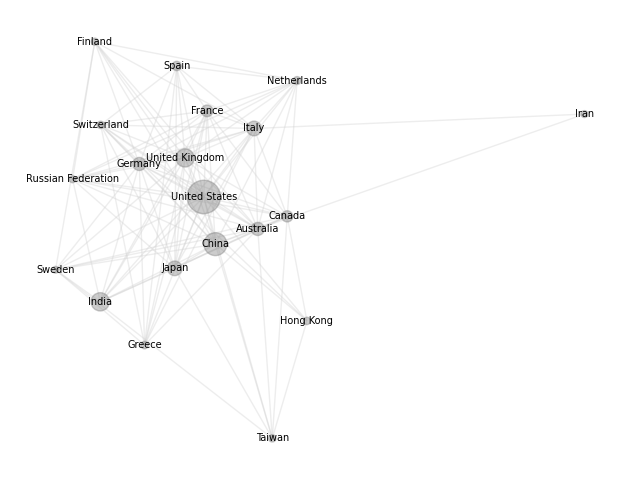 Finland
Spain
Netherlands
France
Iran
Switzerland
Italy
United Kingdom
Germany
Russian Federation
United States
Canada
Australia
China
Sweden
Japan
India
Hong Kong
Greece
Taiwan